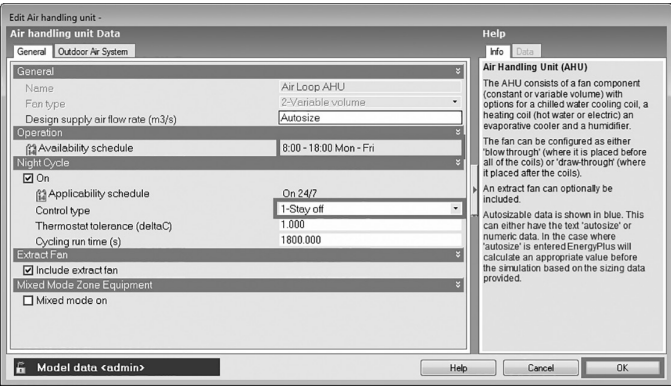 Edit Air handling unit -
Air handling unit Data
General Outdoor Air System
General
Name Air Loop AHU
Fan type 2-Variable volume
Design supply air flow rate (m3/s) Autosize
Operation
Availability schedule 8:00 - 18:00 Mon - Fri
Night Cycle
On
Applicability schedule On 24/7
Control type 1-Stay off
Thermostat tolerance (deltaC) 1.000
Cycling run time (s) 1800.000
Extract Fan
Include extract fan
Mixed Mode Zone Equipment
Mixed mode on
Model data <admin>
Help
Info Data
Air Handling Unit (AHU)
The AHU consists of a fan component
(constant or variable volume) with
options for a chilled water cooling coil, a
heating coil (hot water or electric) an
evaporative cooler and a humidifier.
The fan can be configured as either
'blow through' (where it is placed before
all of the coils) or 'draw-through' (where
it placed after the coils).
An extract fan can optionally be
included.
Autosizable data is shown in blue. This
can either have the text 'autosize' or
numeric data. In the case where
'autosize' is entered EnergyPlus will
calculate an appropriate value before
the simulation based on the sizing data
provided.
Help Cancel OK